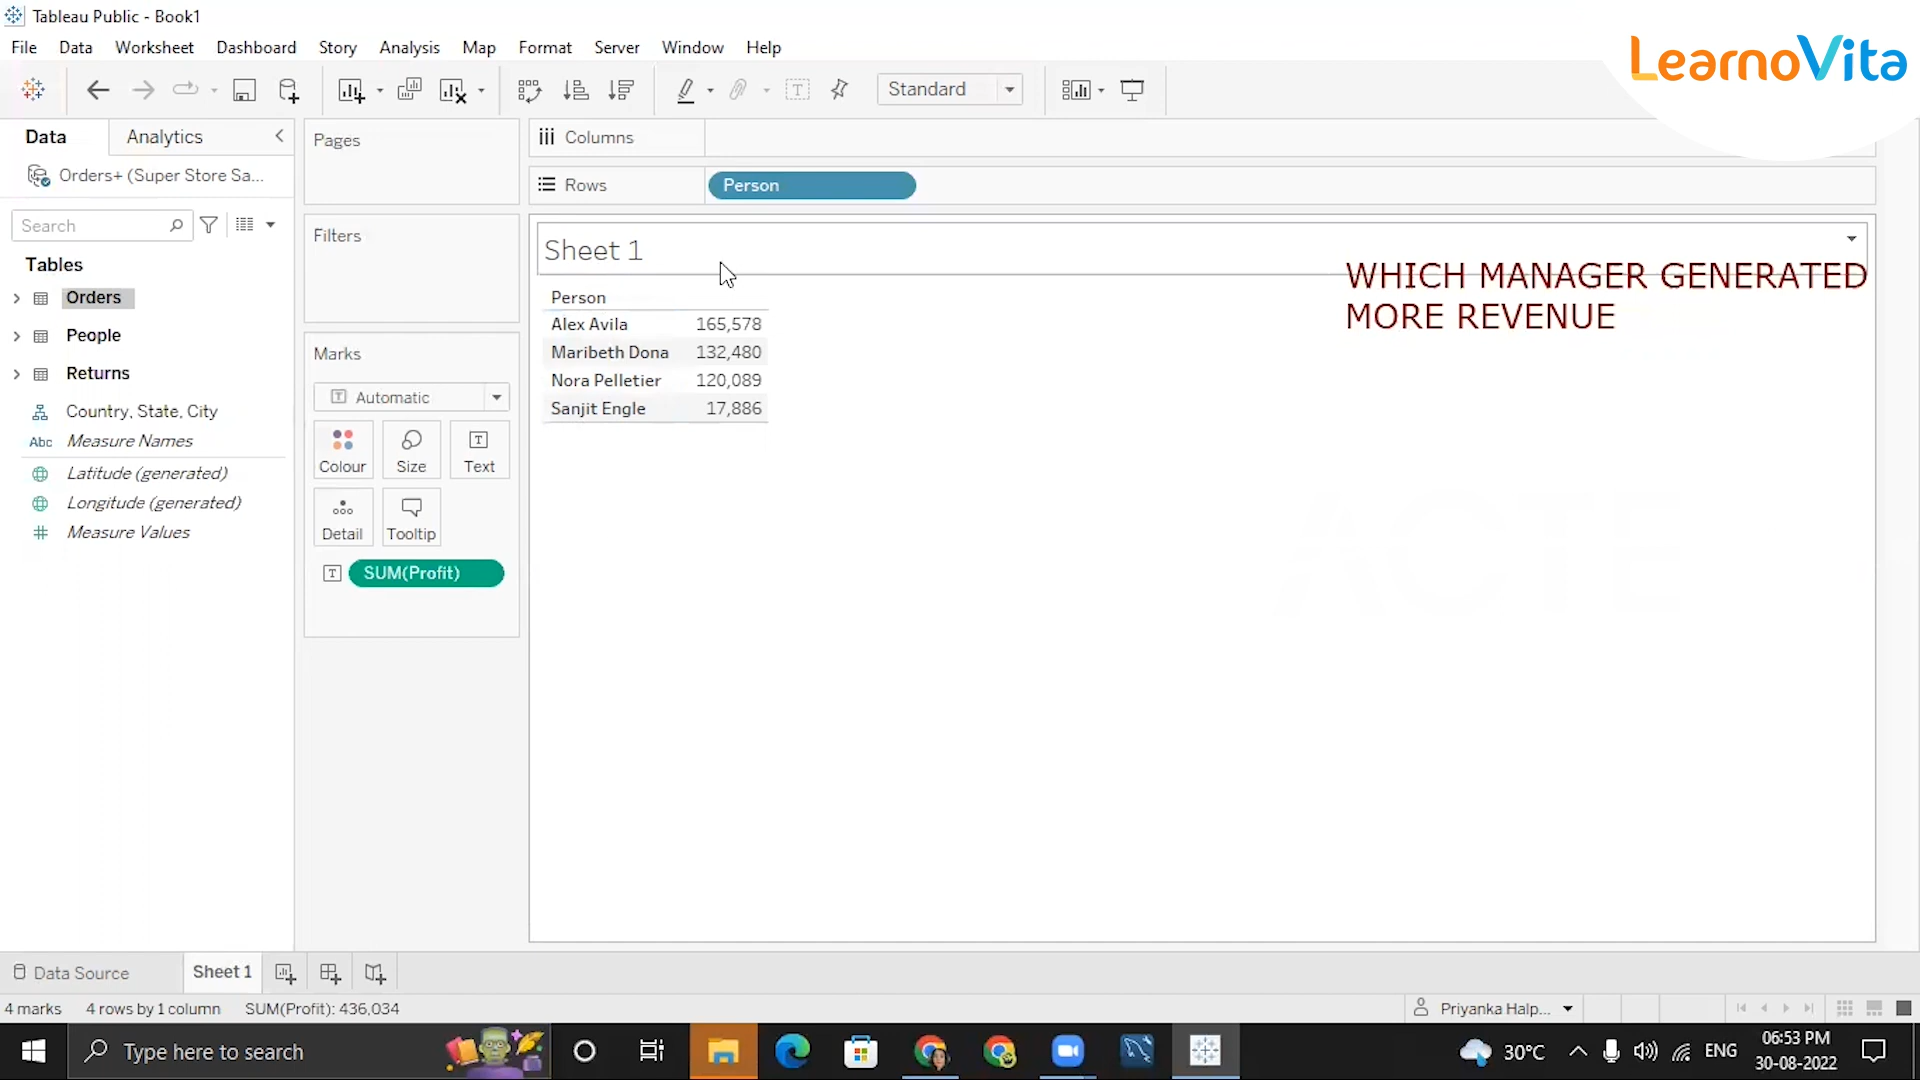 Tableau Public - Book1
LearnoVita
File Data Worksheet Dashboard Story Analysis Map Format Server Window Help
Standard
Data Analytics
Pages
Columns
Orders+ (Super Store Sa...
Rows Person
Search
Filters
Sheet 1
WHICH MANAGER GENERATED
MORE REVENUE
Tables
Orders
People
Returns
Country, State, City
Abc Measure Names
Latitude (generated)
Longitude (generated)
Measure Values
Marks
Automatic
Colour Size Text
Detail Tooltip
SUM(Profit)
Person
Alex Avila 165,578
Maribeth Dona 132,480
Nora Pelletier 120,089
Sanjit Engle 17,886
ACTE
Data Source Sheet 1
4 marks 4 rows by 1 column SUM(Profit): 436,034
Priyanka Halp...
Type here to search
30°C
ENG
06:53 PM
30-08-2022